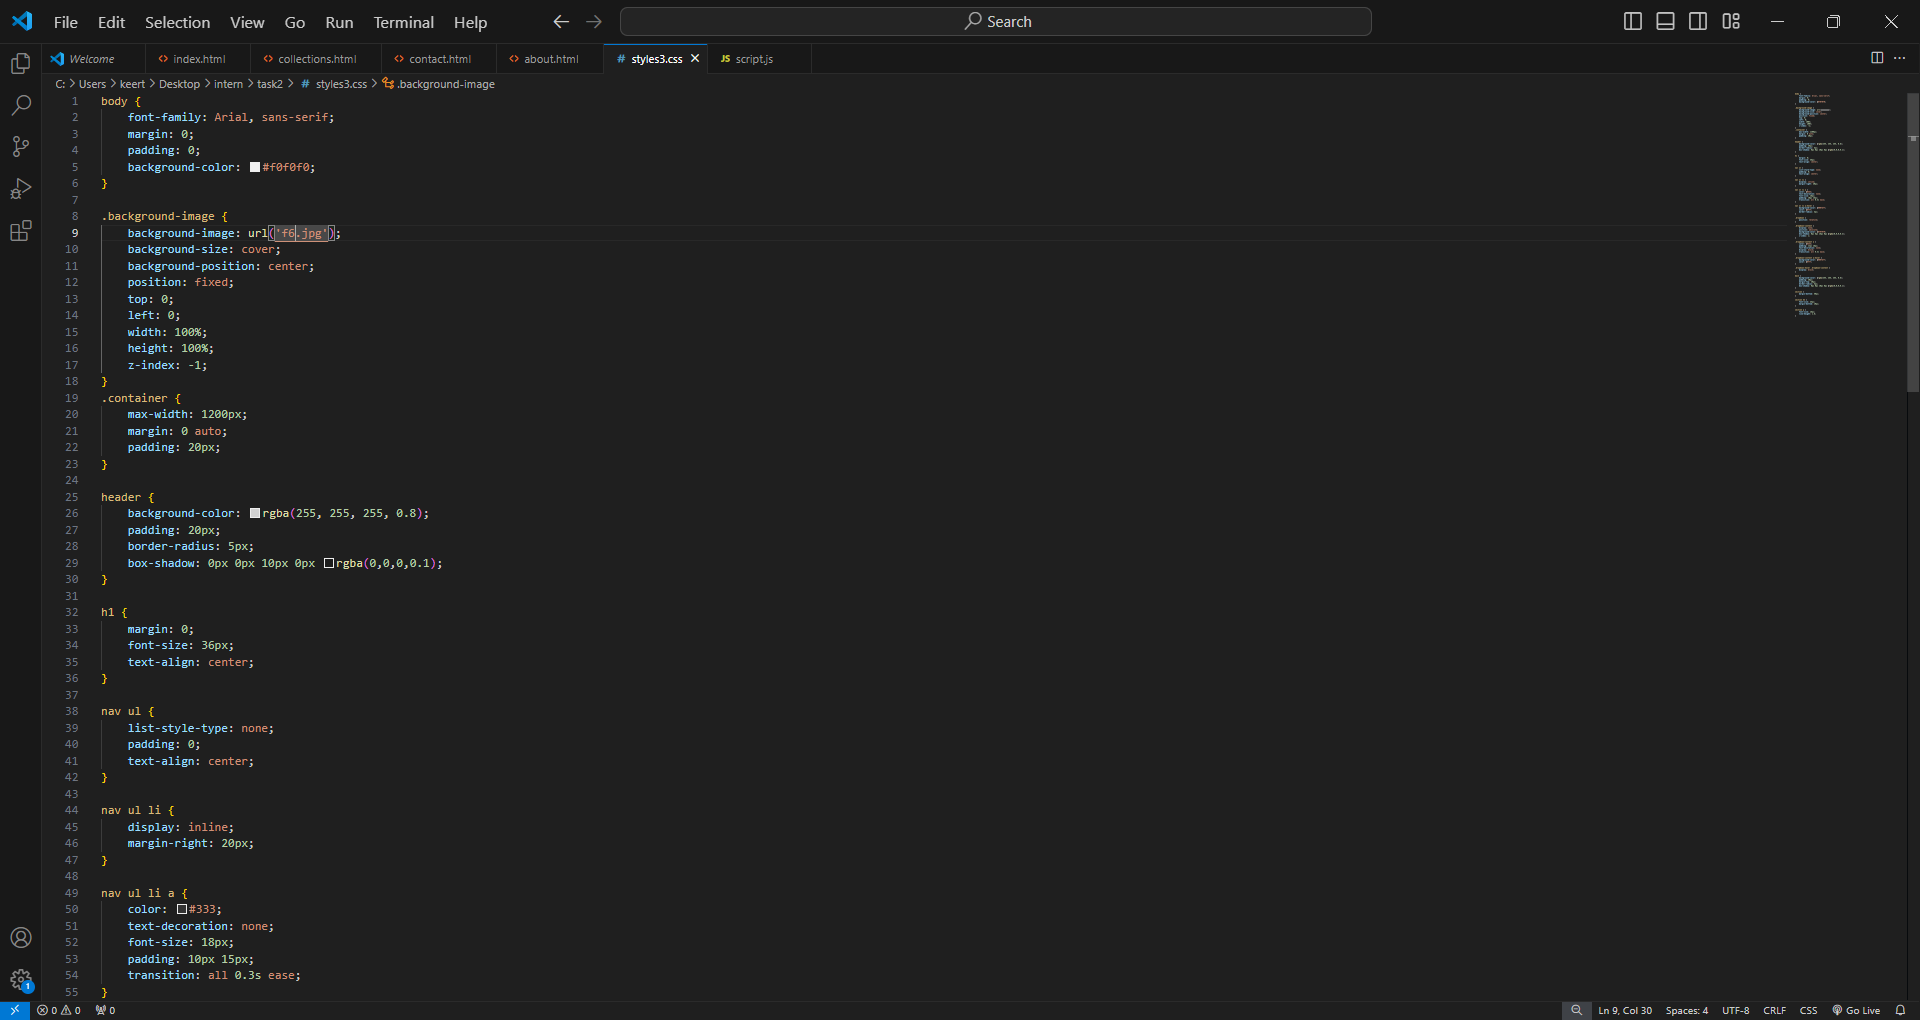 File Edit Selection View Go Run Terminal Help Search
Welcome index.html collections.html contact.html about.html # styles3.css JS script.js
C: > Users > keert > Desktop > intern > task2 > # styles3.css > .background-image
1 body {
2 font-family: Arial, sans-serif;
3 margin: 0;
4 padding: 0;
5 background-color: #f0f0f0;
6 }
7
8 .background-image {
9 background-image: url('f6.jpg');
10 background-size: cover;
11 background-position: center;
12 position: fixed;
13 top: 0;
14 left: 0;
15 width: 100%;
16 height: 100%;
17 z-index: -1;
18 }
19 .container {
20 max-width: 1200px;
21 margin: 0 auto;
22 padding: 20px;
23 }
24
25 header {
26 background-color: rgba(255, 255, 255, 0.8);
27 padding: 20px;
28 border-radius: 5px;
29 box-shadow: 0px 0px 10px 0px rgba(0,0,0,0.1);
30 }
31
32 h1 {
33 margin: 0;
34 font-size: 36px;
35 text-align: center;
36 }
37
38 nav ul {
39 list-style-type: none;
40 padding: 0;
41 text-align: center;
42 }
43
44 nav ul li {
45 display: inline;
46 margin-right: 20px;
47 }
48
49 nav ul li a {
50 color: #333;
51 text-decoration: none;
52 font-size: 18px;
53 padding: 10px 15px;
54 transition: all 0.3s ease;
55 }
1
0 0 0 Ln 9, Col 30 Spaces: 4 UTF-8 CRLF CSS Go Live